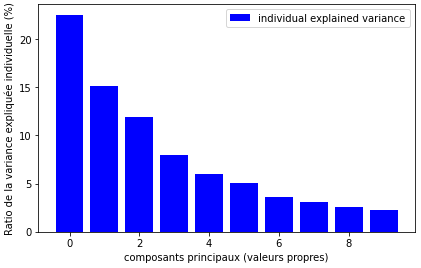 Ratio de la variance expliquée individuelle (%)
20
15
10
5
0
individual explained variance
0 2 4 6 8
composants principaux (valeurs propres)